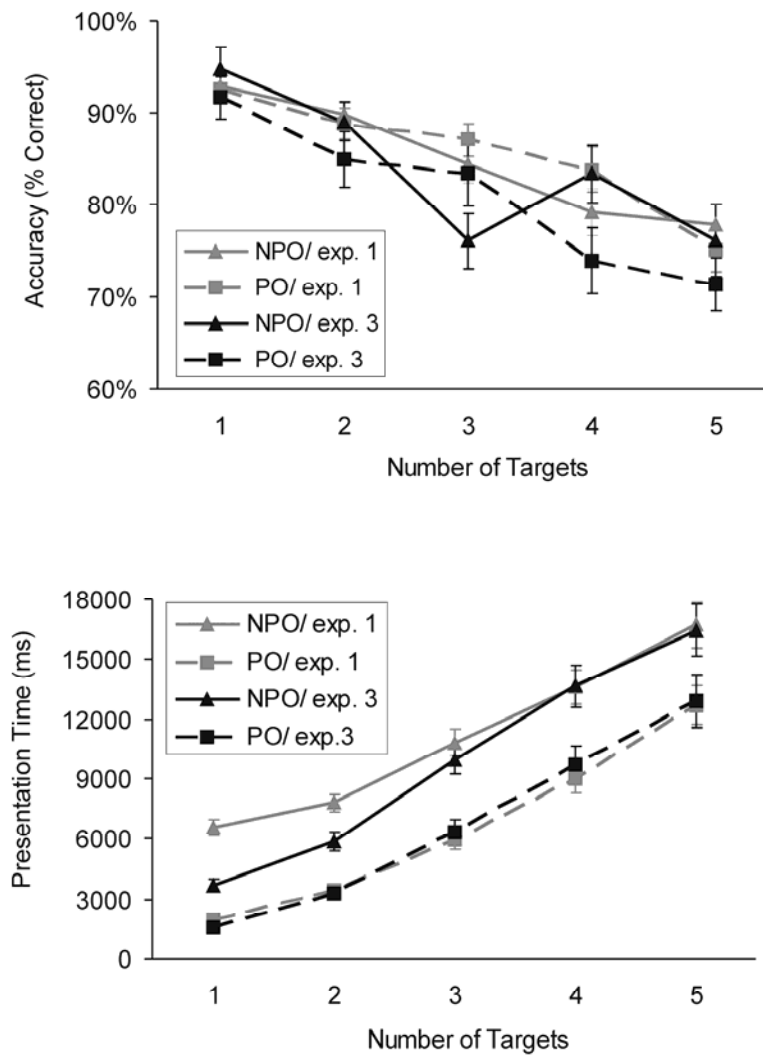 100%
90%
80%
70%
60%
Accuracy (% Correct)
NPO/ exp. 1
PO/ exp. 1
NPO/ exp. 3
PO/ exp. 3
1 2 3 4 5
Number of Targets
18000
15000
12000
9000
6000
3000
0
Presentation Time (ms)
NPO/ exp. 1
PO/ exp. 1
NPO/ exp. 3
PO/ exp.3
1 2 3 4 5
Number of Targets